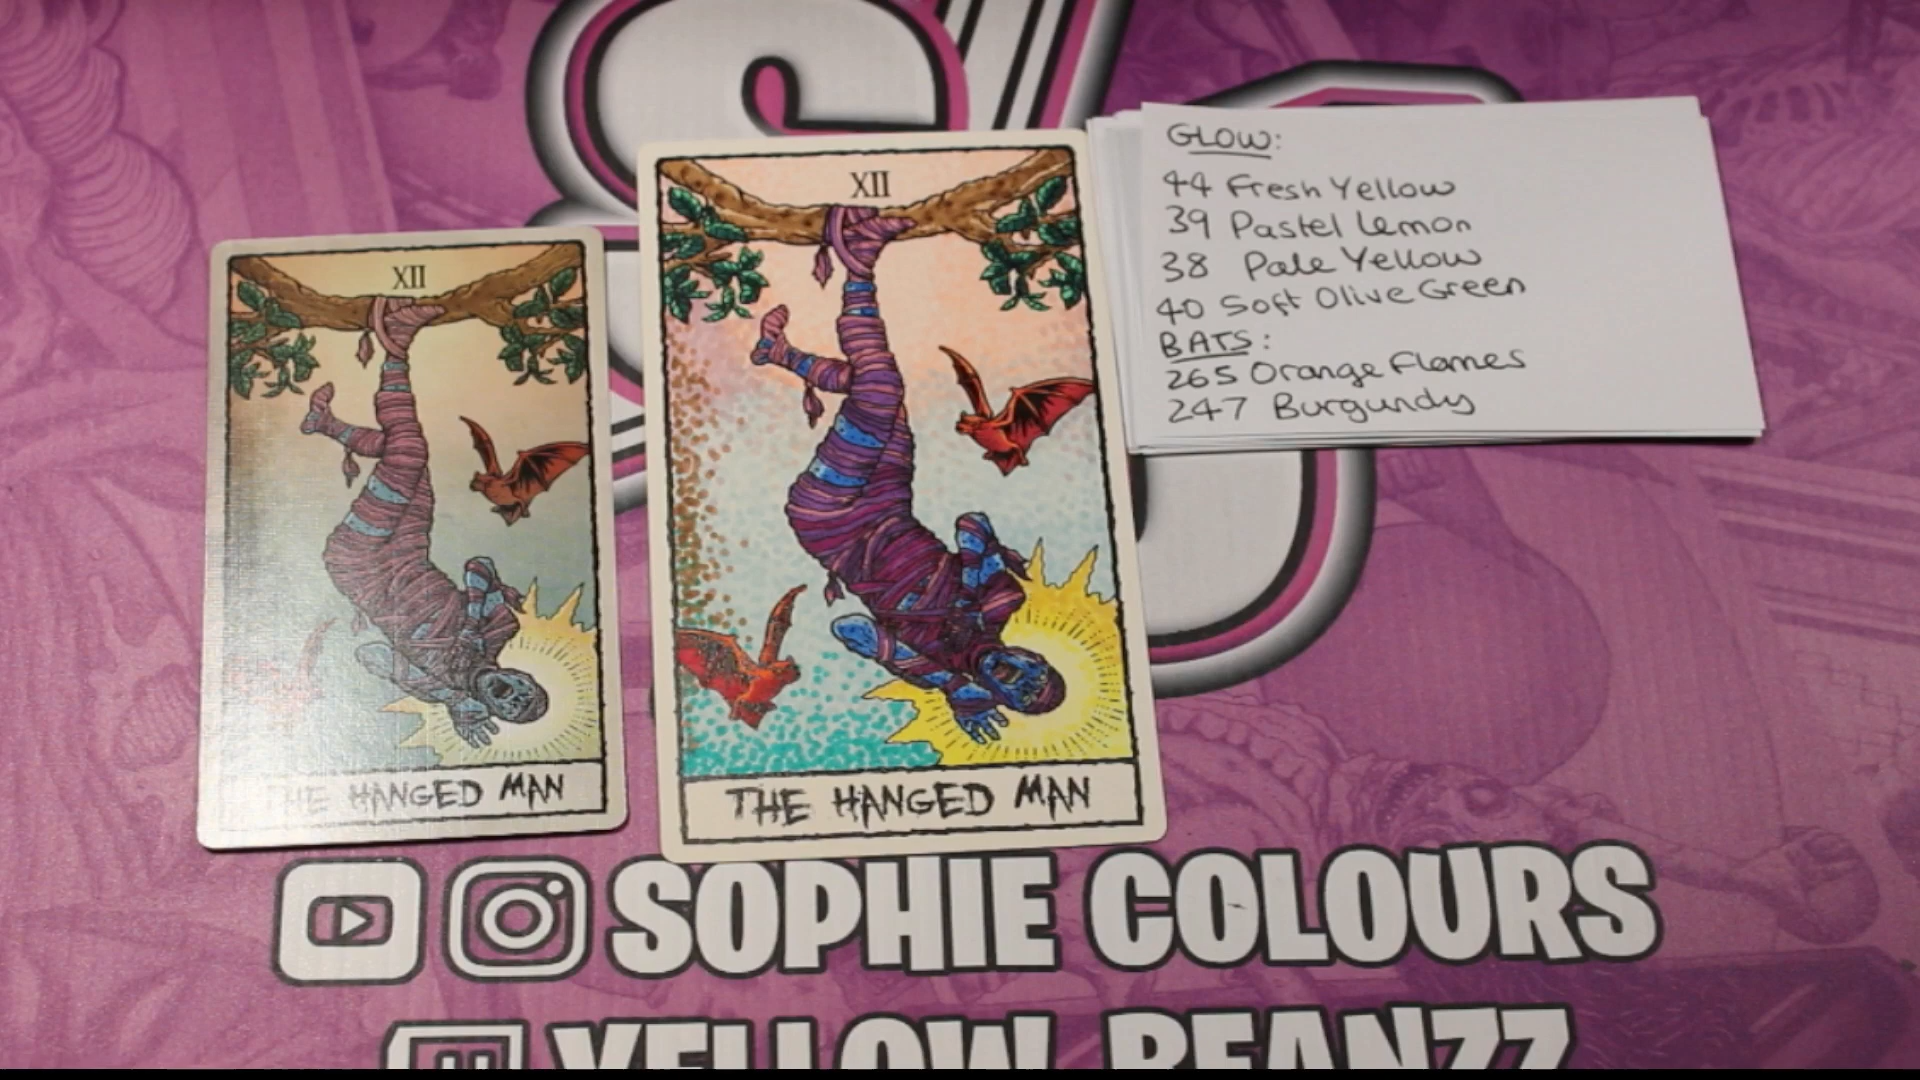 XII
THE HANGED MAN
XII
THE HANGED MAN
GLOW:
44 Fresh Yellow
39 Pastel Lemon
38 Pale Yellow
40 Soft Olive Green
BATS:
265 Orange Flames
247 Burgundy
SOPHIE COLOURS
YELLOW_BEANZZ